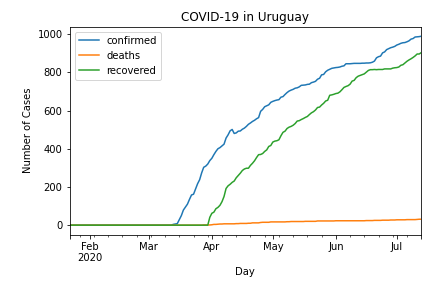 COVID-19 in Uruguay
confirmed
deaths
recovered
Number of Cases
1000
800
600
400
200
0
Feb Mar Apr May Jun Jul
2020
Day